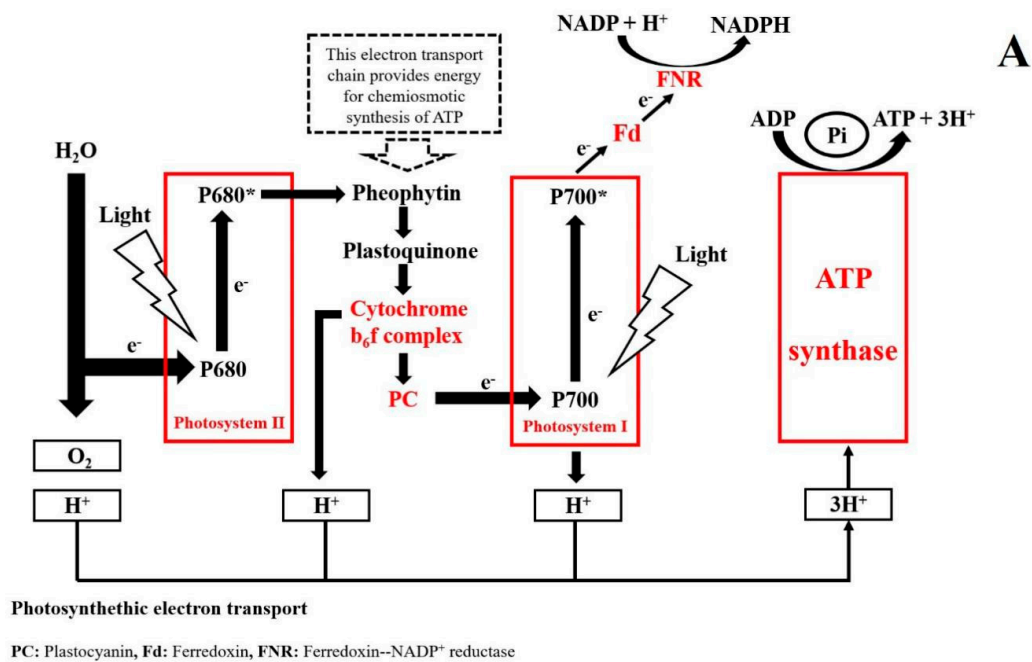 A
NADP + H⁺
NADPH
FNR
e⁻
Fd
e⁻
This electron transport
chain provides energy
for chemiosmotic
synthesis of ATP
ADP
Pi
ATP + 3H⁺
H₂O
Light
P680*
e⁻
P680
Photosystem II
e⁻
Pheophytin
Plastoquinone
Cytochrome
b₆f complex
PC
e⁻
P700*
e⁻
P700
Photosystem I
Light
ATP
synthase
O₂
H⁺
H⁺
H⁺
3H⁺
Photosynthethic electron transport
PC: Plastocyanin, Fd: Ferredoxin, FNR: Ferredoxin--NADP⁺ reductase